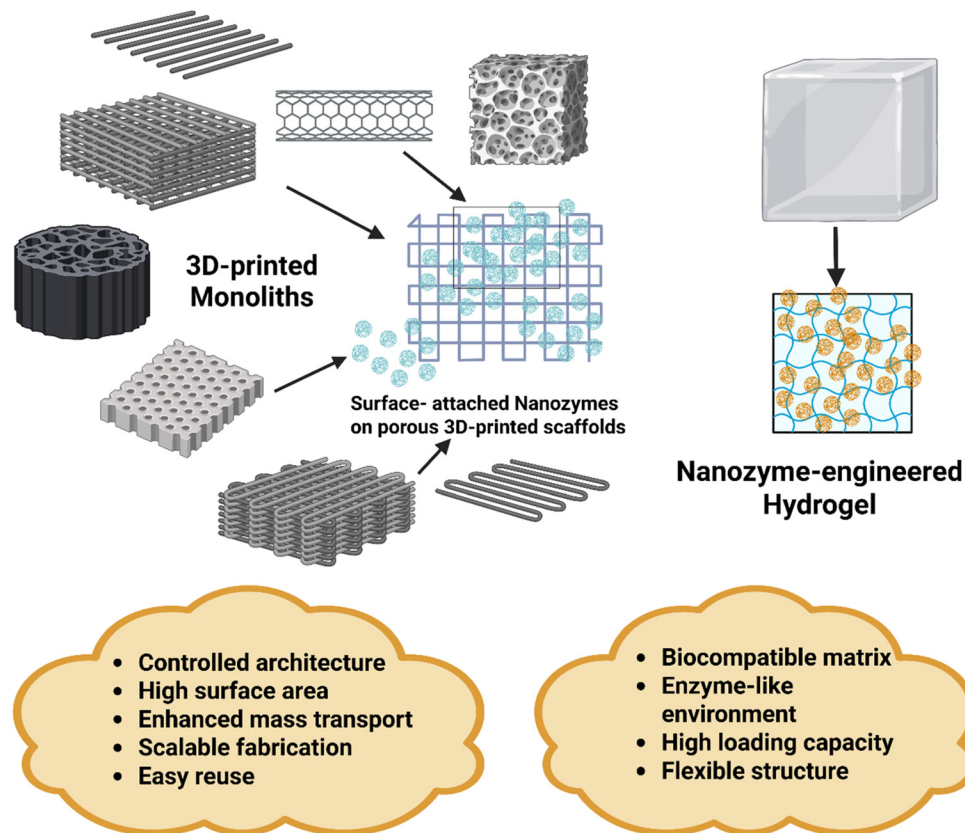 3D-printed
Monoliths
Surface- attached Nanozymes
on porous 3D-printed scaffolds
Nanozyme-engineered
Hydrogel
• Controlled architecture
• High surface area
• Enhanced mass transport
• Scalable fabrication
• Easy reuse
• Biocompatible matrix
• Enzyme-like
environment
• High loading capacity
• Flexible structure